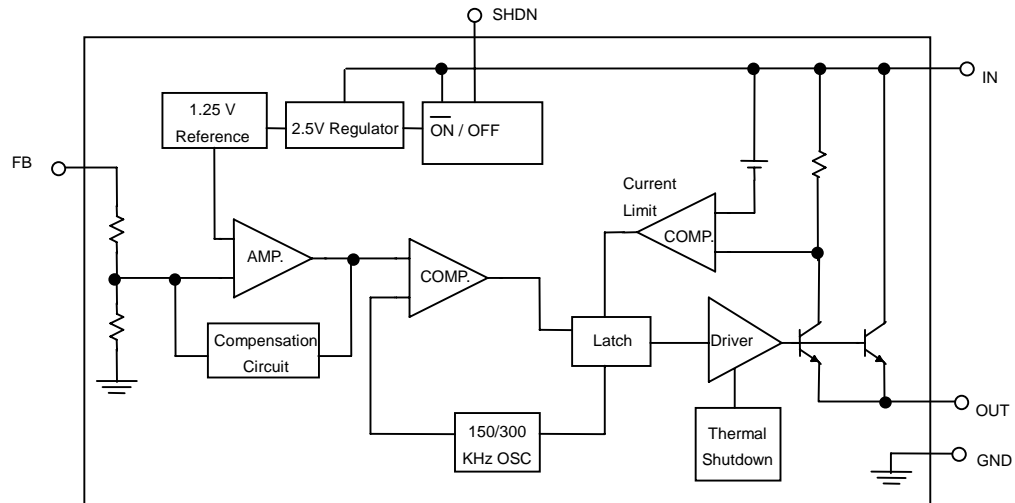 SHDN
IN
1.25 V
Reference
2.5V Regulator
ON / OFF
FB
Current
Limit
COMP.
AMP.
COMP.
Compensation
Circuit
Latch
Driver
150/300
KHz OSC
Thermal
Shutdown
OUT
GND